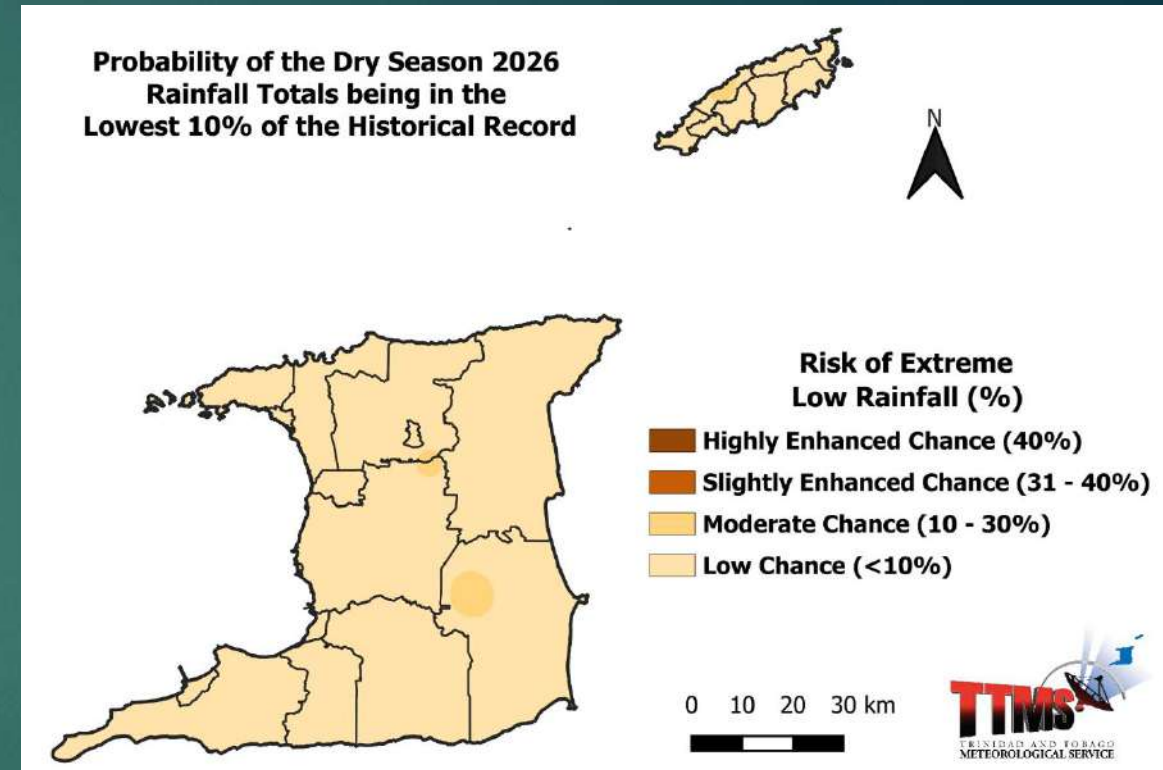 Probability of the Dry Season 2026
Rainfall Totals being in the
Lowest 10% of the Historical Record
N
Risk of Extreme
Low Rainfall (%)
Highly Enhanced Chance (40%)
Slightly Enhanced Chance (31 - 40%)
Moderate Chance (10 - 30%)
Low Chance (<10%)
0 10 20 30 km
TTMS
TRINIDAD AND TOBAGO
METEOROLOGICAL SERVICE